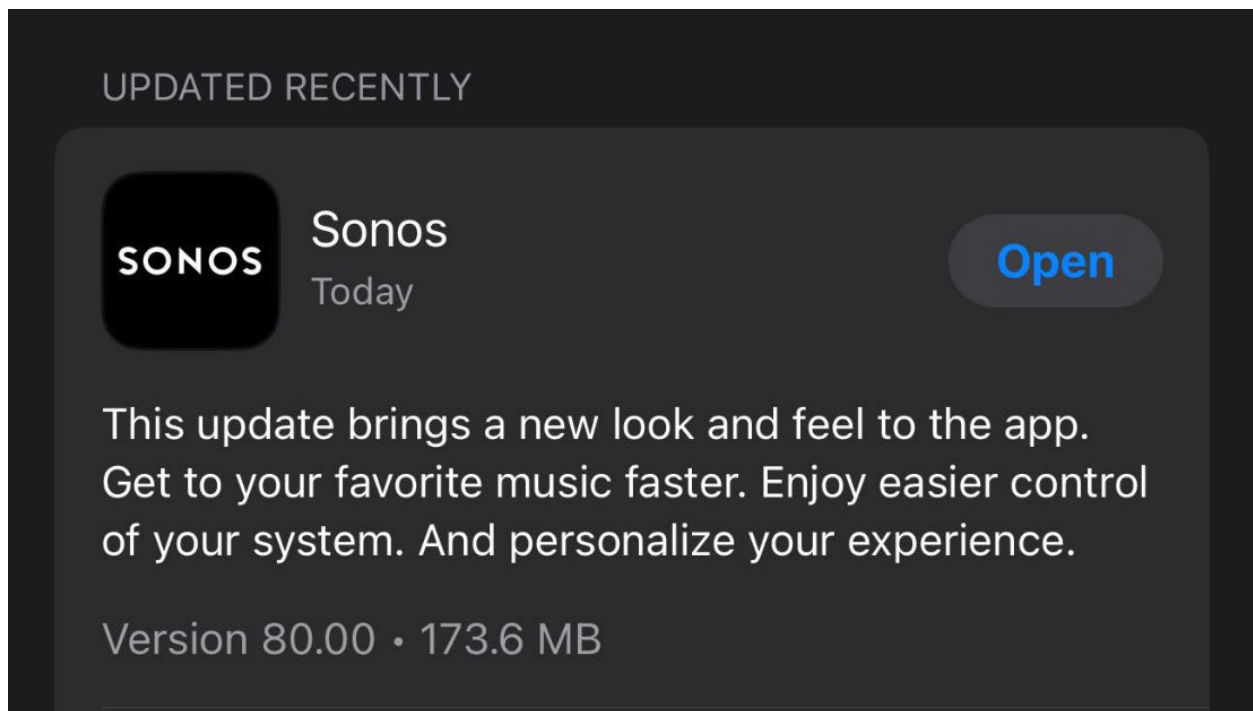 UPDATED RECENTLY
SONOS
Sonos
Today
Open
This update brings a new look and feel to the app.
Get to your favorite music faster. Enjoy easier control
of your system. And personalize your experience.
Version 80.00 • 173.6 MB